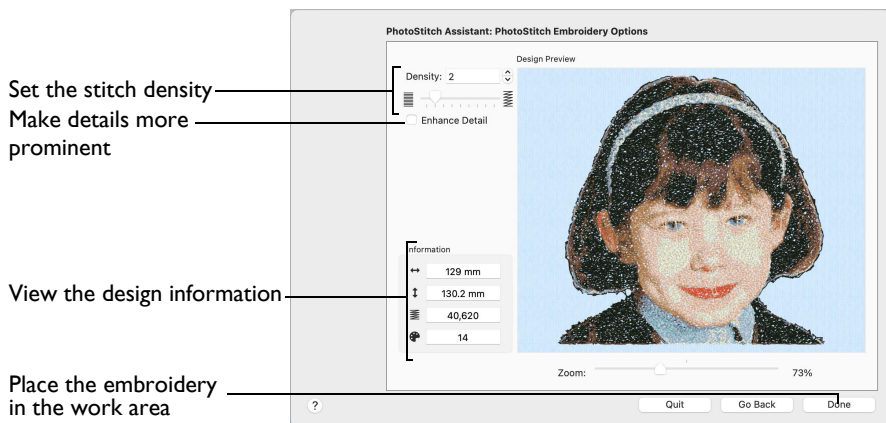 PhotoStitch Assistant: PhotoStitch Embroidery Options
Design Preview
Density: 2
Set the stitch density
Make details more
prominent
Enhance Detail
Information
129 mm
View the design information
130.2 mm
40,620
14
Zoom: 73%
Place the embroidery
in the work area
? Quit Go Back Done